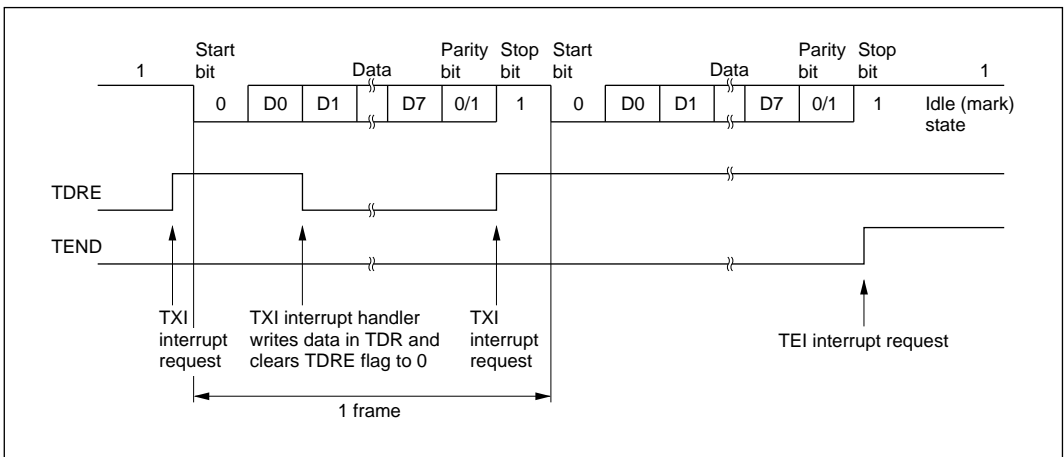 Start Parity Stop Start Parity Stop
1 bit Data bit bit bit Data bit bit 1
0 D0 D1 D7 0/1 1 0 D0 D1 D7 0/1 1 Idle (mark)
state
TDRE
TEND
TXI
interrupt
request
TXI interrupt handler
writes data in TDR and
clears TDRE flag to 0
TXI
interrupt
request
TEI interrupt request
1 frame